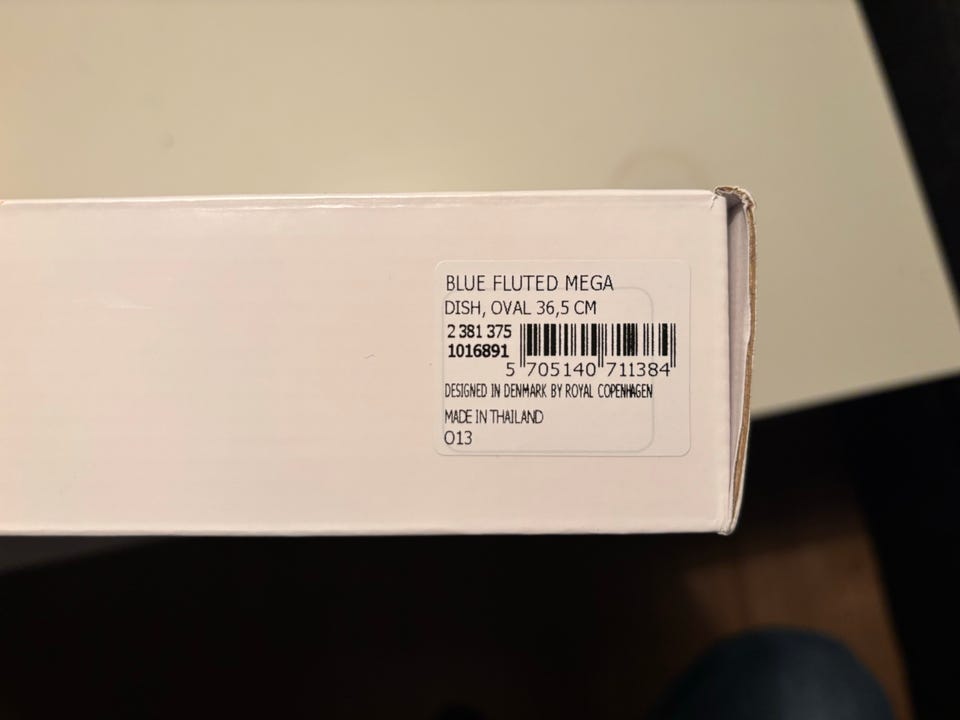 BLUE FLUTED MEGA
DISH, OVAL 36,5 CM
2 381 375
1016891
5 705140 711384
DESIGNED IN DENMARK BY ROYAL COPENHAGEN
MADE IN THAILAND
O13